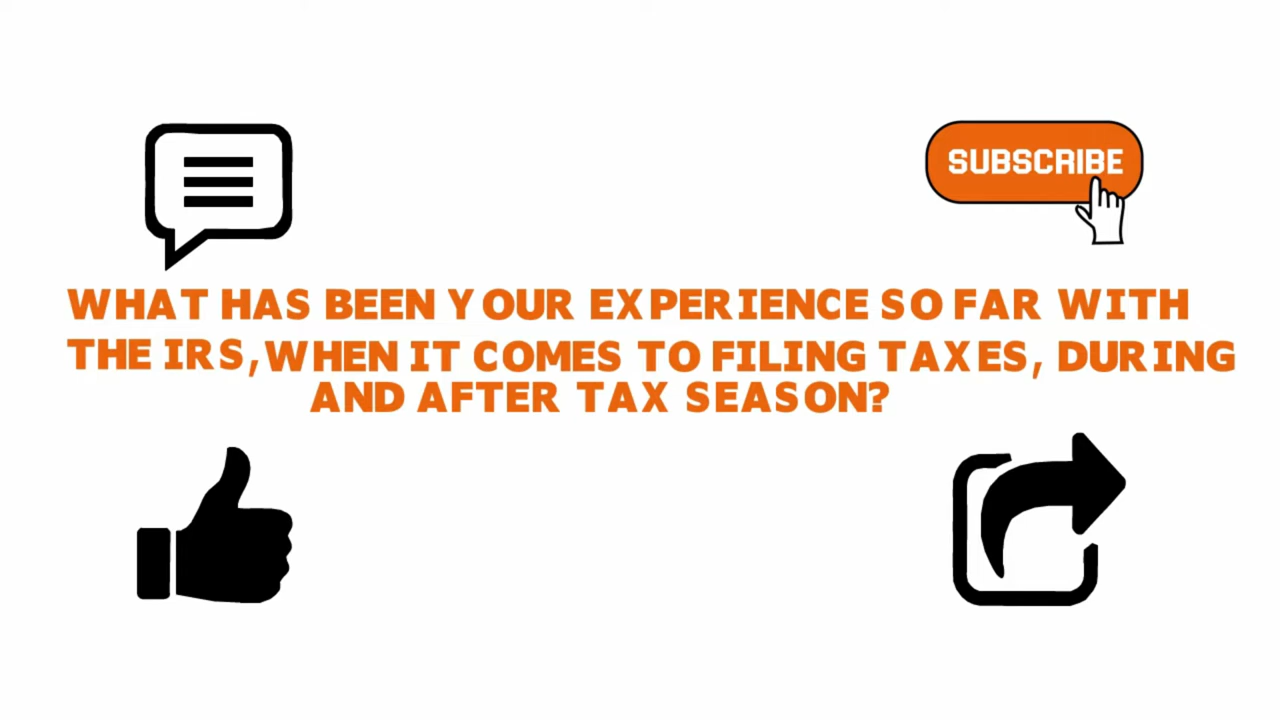 SUBSCRIBE
WHAT HAS BEEN YOUR EXPERIENCE SO FAR WITH
THE IRS, WHEN IT COMES TO FILING TAXES, DURING
AND AFTER TAX SEASON?